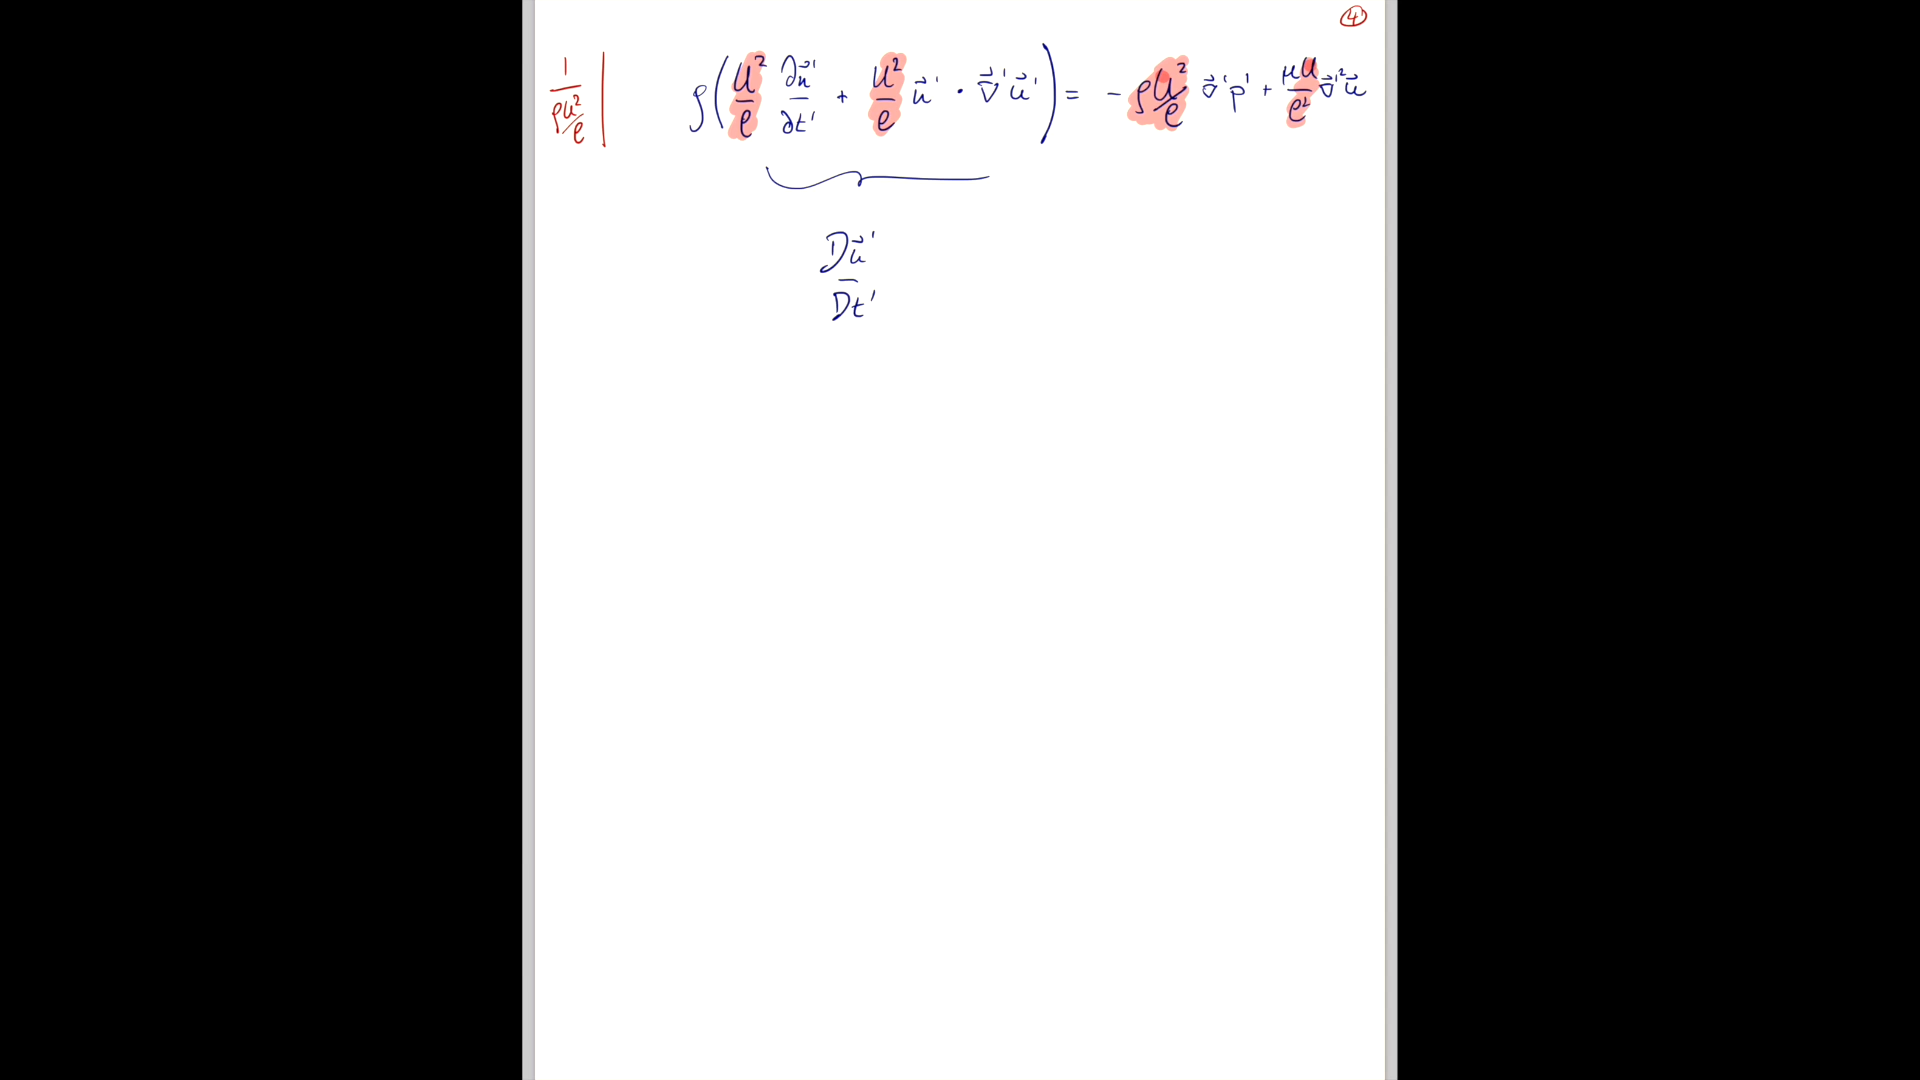 ④
1/(ρU²/ℓ) | ρ(U²/ℓ ∂u⃗'/∂t' + U²/ℓ u⃗' · ∇⃗'u⃗') = - ρU²/ℓ ∇⃗'p' + μU/ℓ² ∇⃗'²u⃗
Du⃗'/Dt'